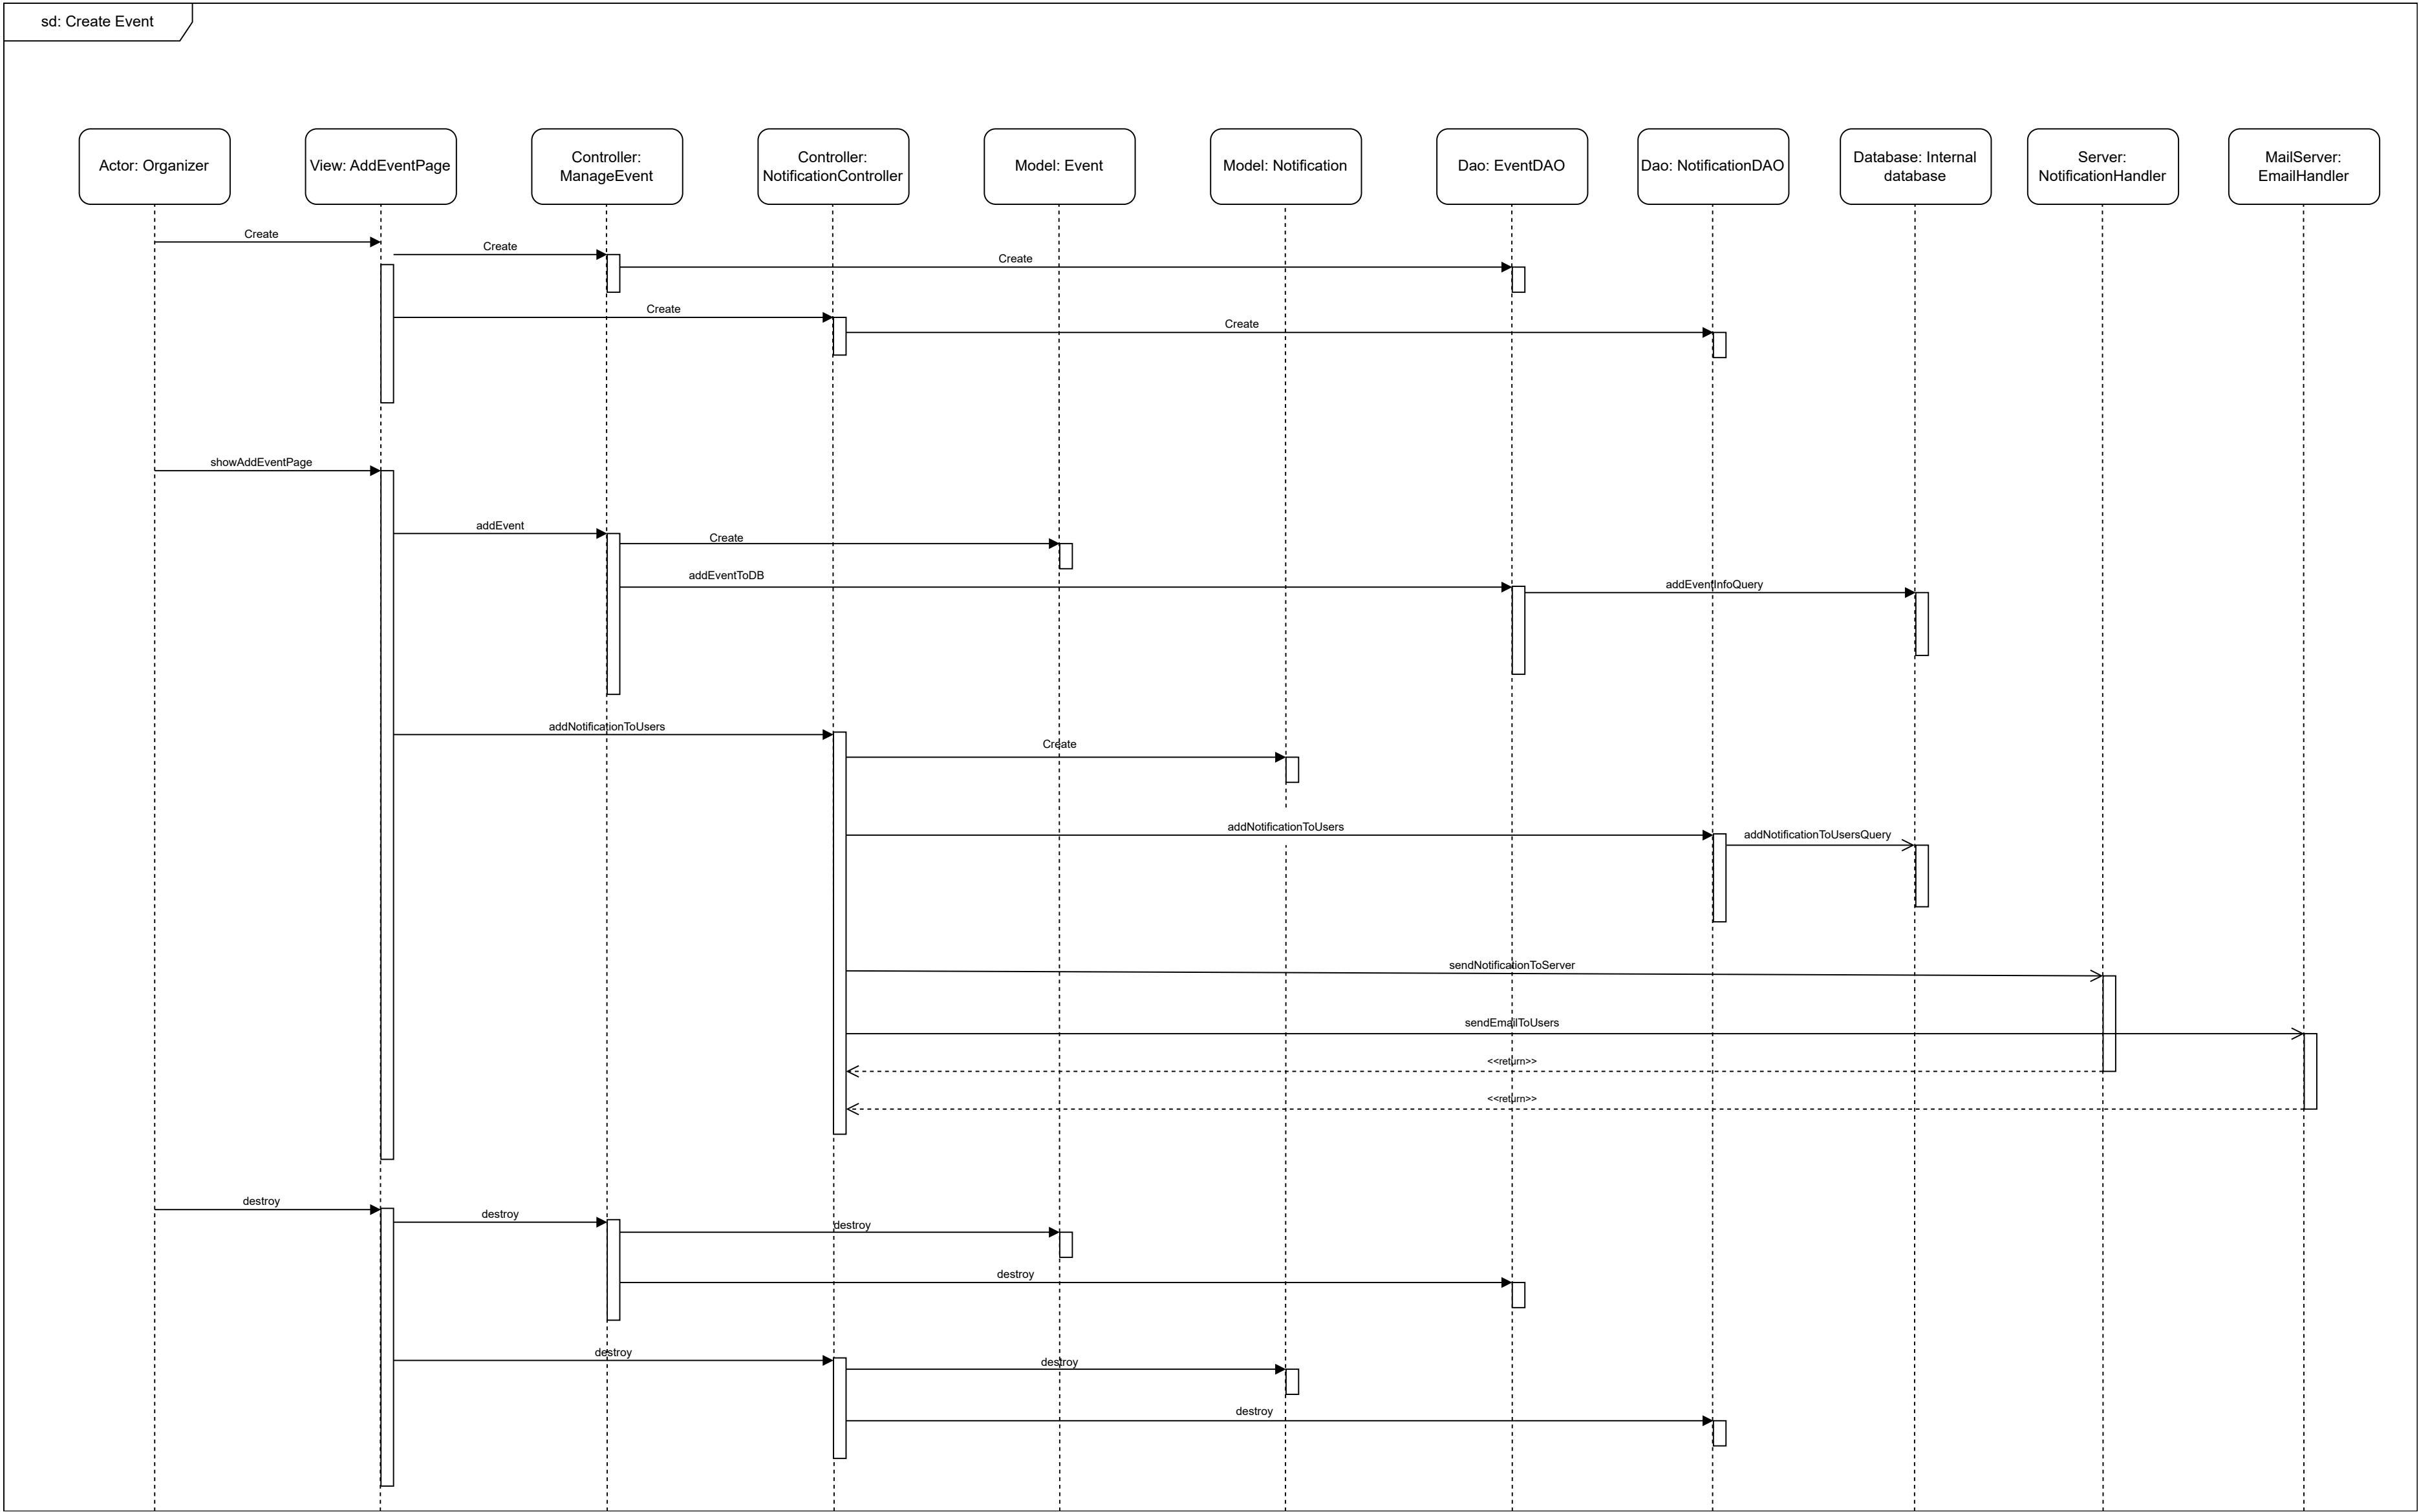 sd: Create Event
Actor: Organizer
View: AddEventPage
Controller:
ManageEvent
Controller:
NotificationController
Model: Event
Model: Notification
Dao: EventDAO
Dao: NotificationDAO
Database: Internal
database
Server:
NotificationHandler
MailServer:
EmailHandler
Create
Create
Create
Create
Create
showAddEventPage
addEvent
Create
addEventToDB
addEventInfoQuery
addNotificationToUsers
Create
addNotificationToUsers
addNotificationToUsersQuery
sendNotificationToServer
sendEmailToUsers
<<return>>
<<return>>
destroy
destroy
destroy
destroy
destroy
destroy
destroy